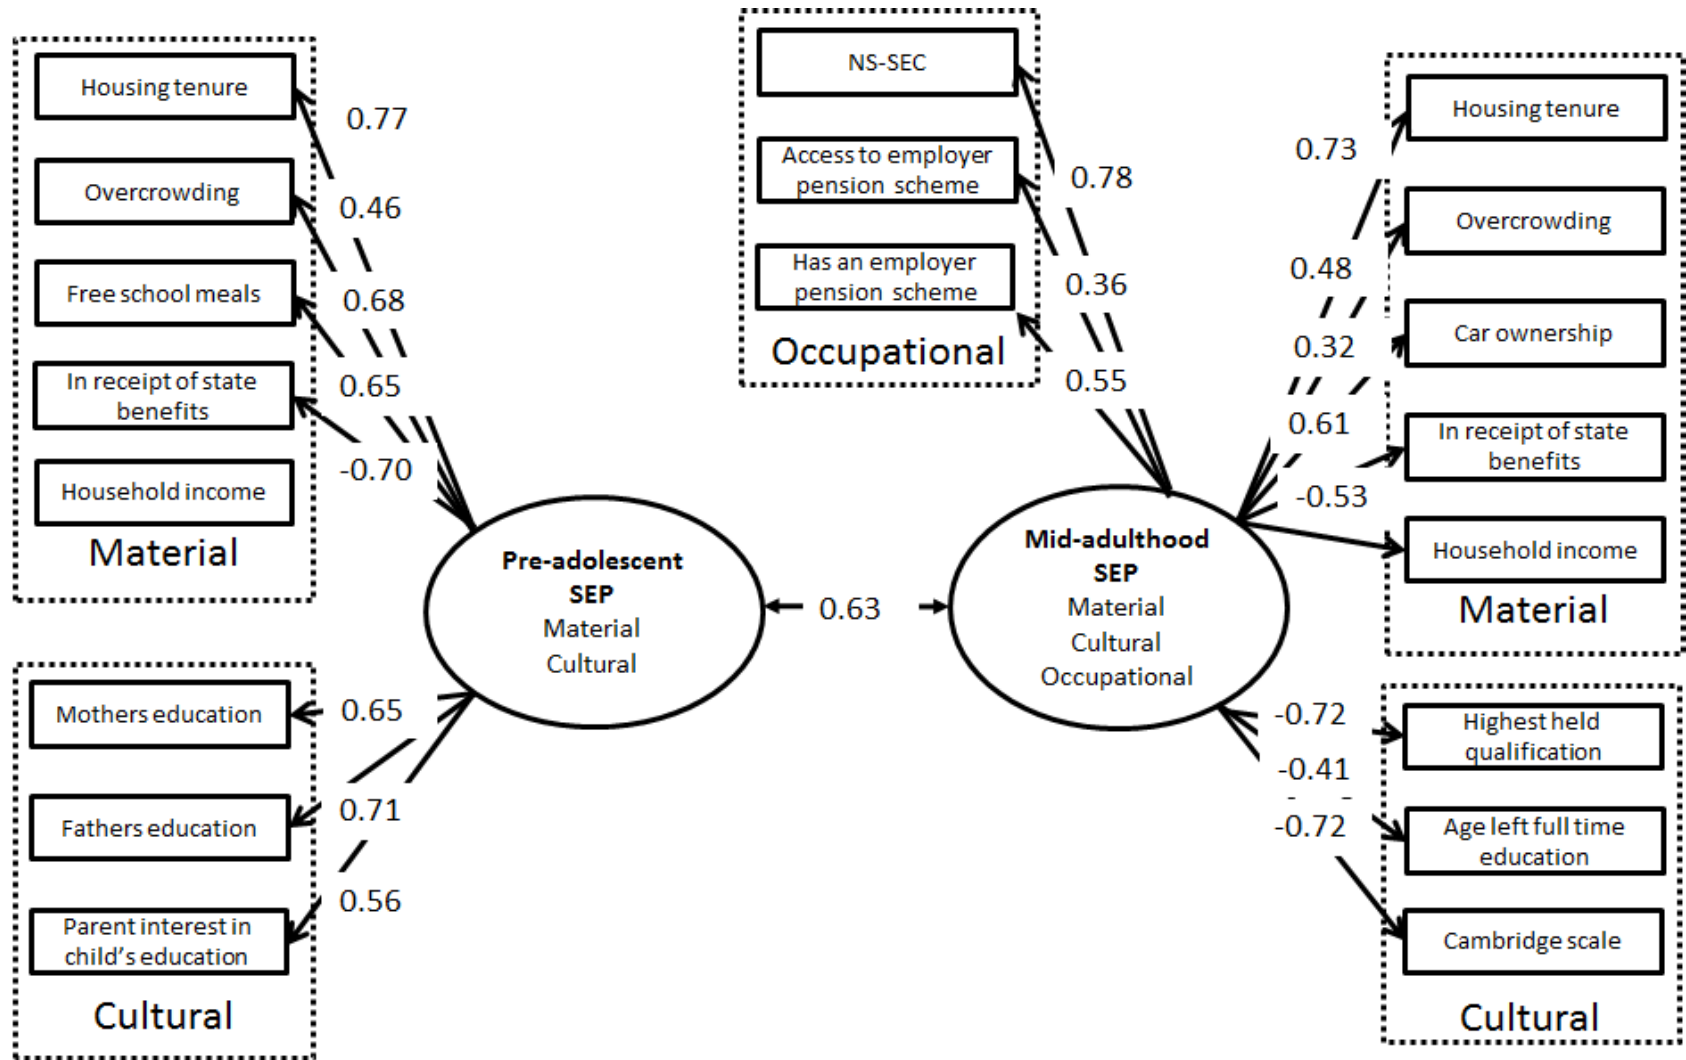 Housing tenure
Overcrowding
Free school meals
In receipt of state
benefits
Household income
Material
0.77
0.46
0.68
0.65
-0.70
Mothers education
Fathers education
Parent interest in
child's education
Cultural
0.65
0.71
0.56
Pre-adolescent
SEP
Material
Cultural
0.63
NS-SEC
Access to employer
pension scheme
Has an employer
pension scheme
Occupational
0.78
0.36
0.55
Mid-adulthood
SEP
Material
Cultural
Occupational
0.73
0.48
0.32
0.61
-0.53
Housing tenure
Overcrowding
Car ownership
In receipt of state
benefits
Household income
Material
-0.72
-0.41
-0.72
Highest held
qualification
Age left full time
education
Cambridge scale
Cultural